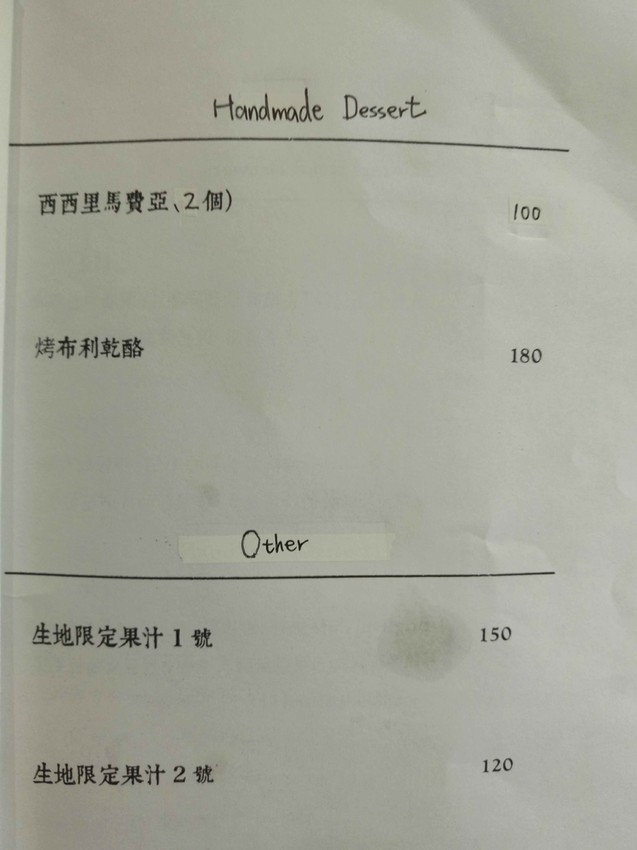 Handmade Dessert
西西里馬費亞、2個) 100
烤布利乾酪 180
Other
生地限定果汁 1 號 150
生地限定果汁 2 號 120